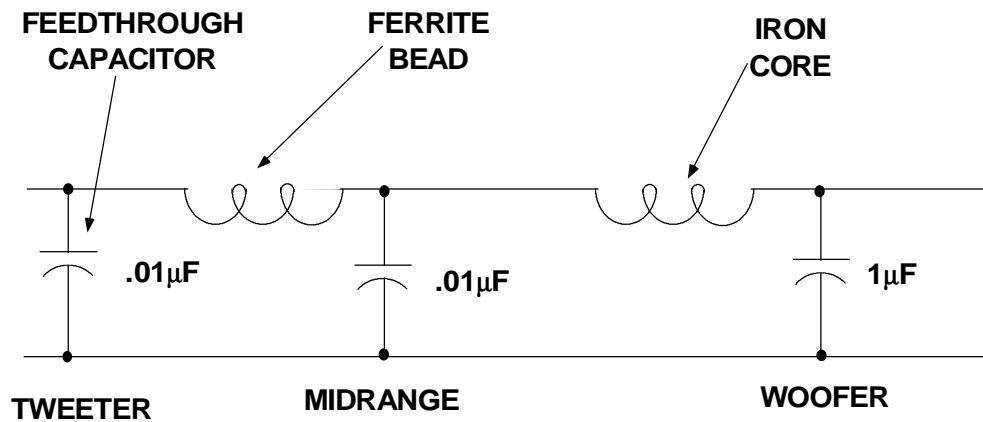 FEEDTHROUGH
CAPACITOR
FERRITE
BEAD
IRON
CORE
.01µF
.01µF
1µF
TWEETER
MIDRANGE
WOOFER